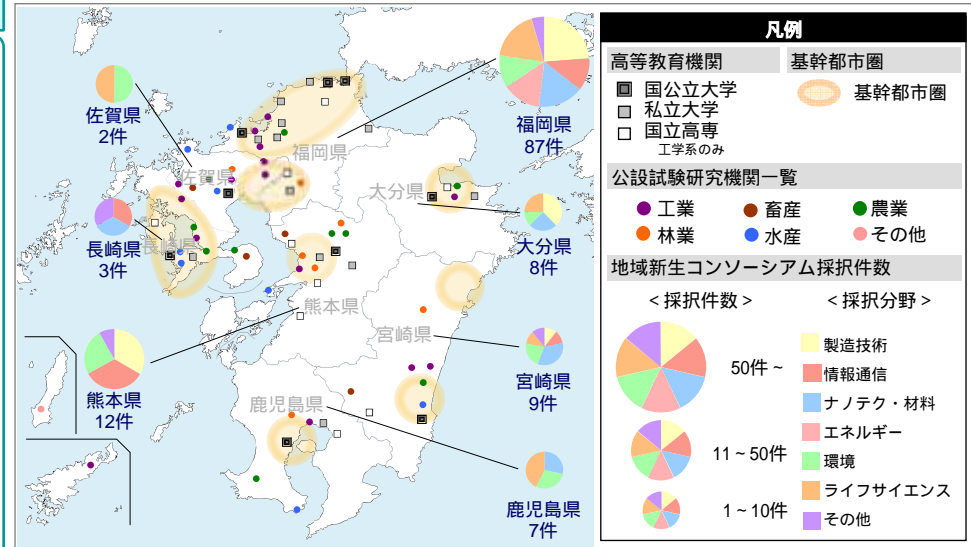 佐賀県
2件
福岡県
87件
福岡県
佐賀県
大分県
長崎県
3件
長崎県
大分県
8件
熊本県
宮崎県
宮崎県
9件
熊本県
12件
鹿児島県
鹿児島県
7件
凡例
高等教育機関
国公立大学
私立大学
国立高専
工学系のみ
基幹都市圏
基幹都市圏
公設試験研究機関一覧
工業
畜産
農業
林業
水産
その他
地域新生コンソーシアム採択件数
＜採択件数＞
＜採択分野＞
50件～
11～50件
1～10件
製造技術
情報通信
ナノテク・材料
エネルギー
環境
ライフサイエンス
その他